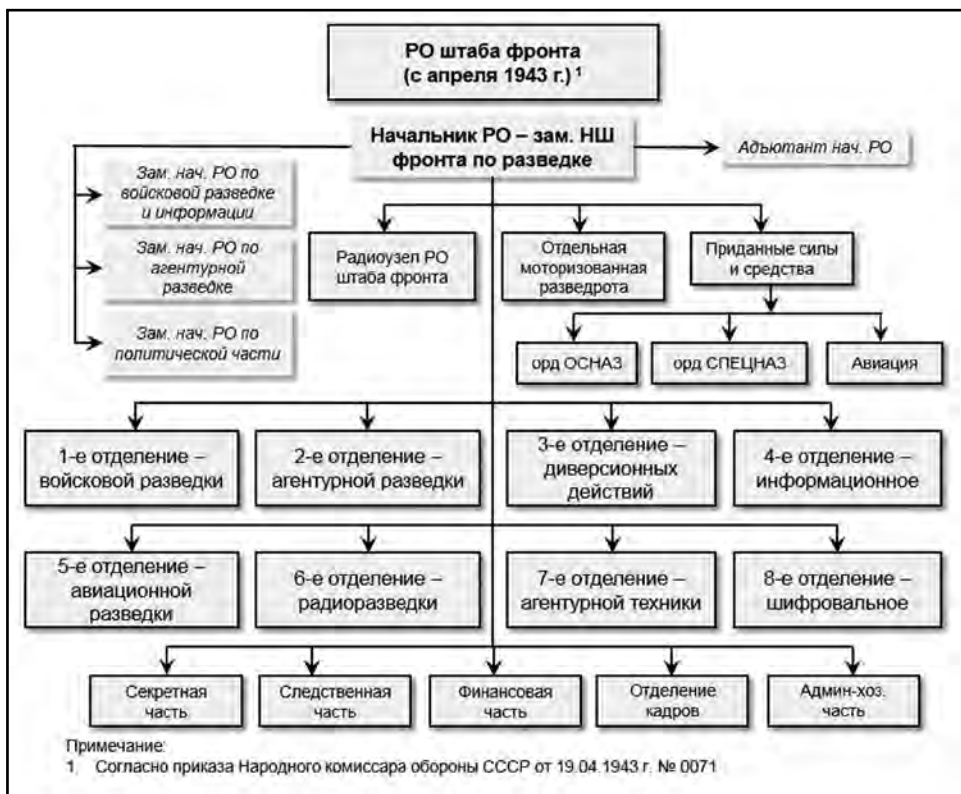 РО штаба фронта
(с апреля 1943 г.) 1
Начальник РО – зам. НШ
фронта по разведке
Адъютант нач. РО
Зам. нач. РО по
войсковой разведке
и информации
Зам. нач. РО по
агентурной
разведке
Зам. нач. РО по
политической части
Радиоузел РО
штаба фронта
Отдельная
моторизованная
разведрота
Приданные силы
и средства
орд ОСНАЗ
орд СПЕЦНАЗ
Авиация
1-е отделение –
войсковой разведки
2-е отделение –
агентурной разведки
3-е отделение –
диверсионных
действий
4-е отделение –
информационное
5-е отделение –
авиационной
разведки
6-е отделение –
радиоразведки
7-е отделение –
агентурной техники
8-е отделение –
шифровальное
Секретная
часть
Следственная
часть
Финансовая
часть
Отделение
кадров
Админ-хоз.
часть
Примечание:
1 Согласно приказа Народного комиссара обороны СССР от 19.04.1943 г. № 0071